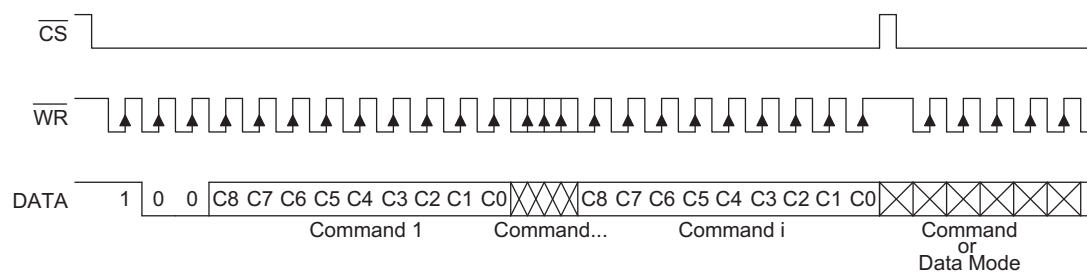 CS
WR
DATA 1 0 0 C8 C7 C6 C5 C4 C3 C2 C1 C0 C8 C7 C6 C5 C4 C3 C2 C1 C0
Command 1 Command... Command i Command
or
Data Mode